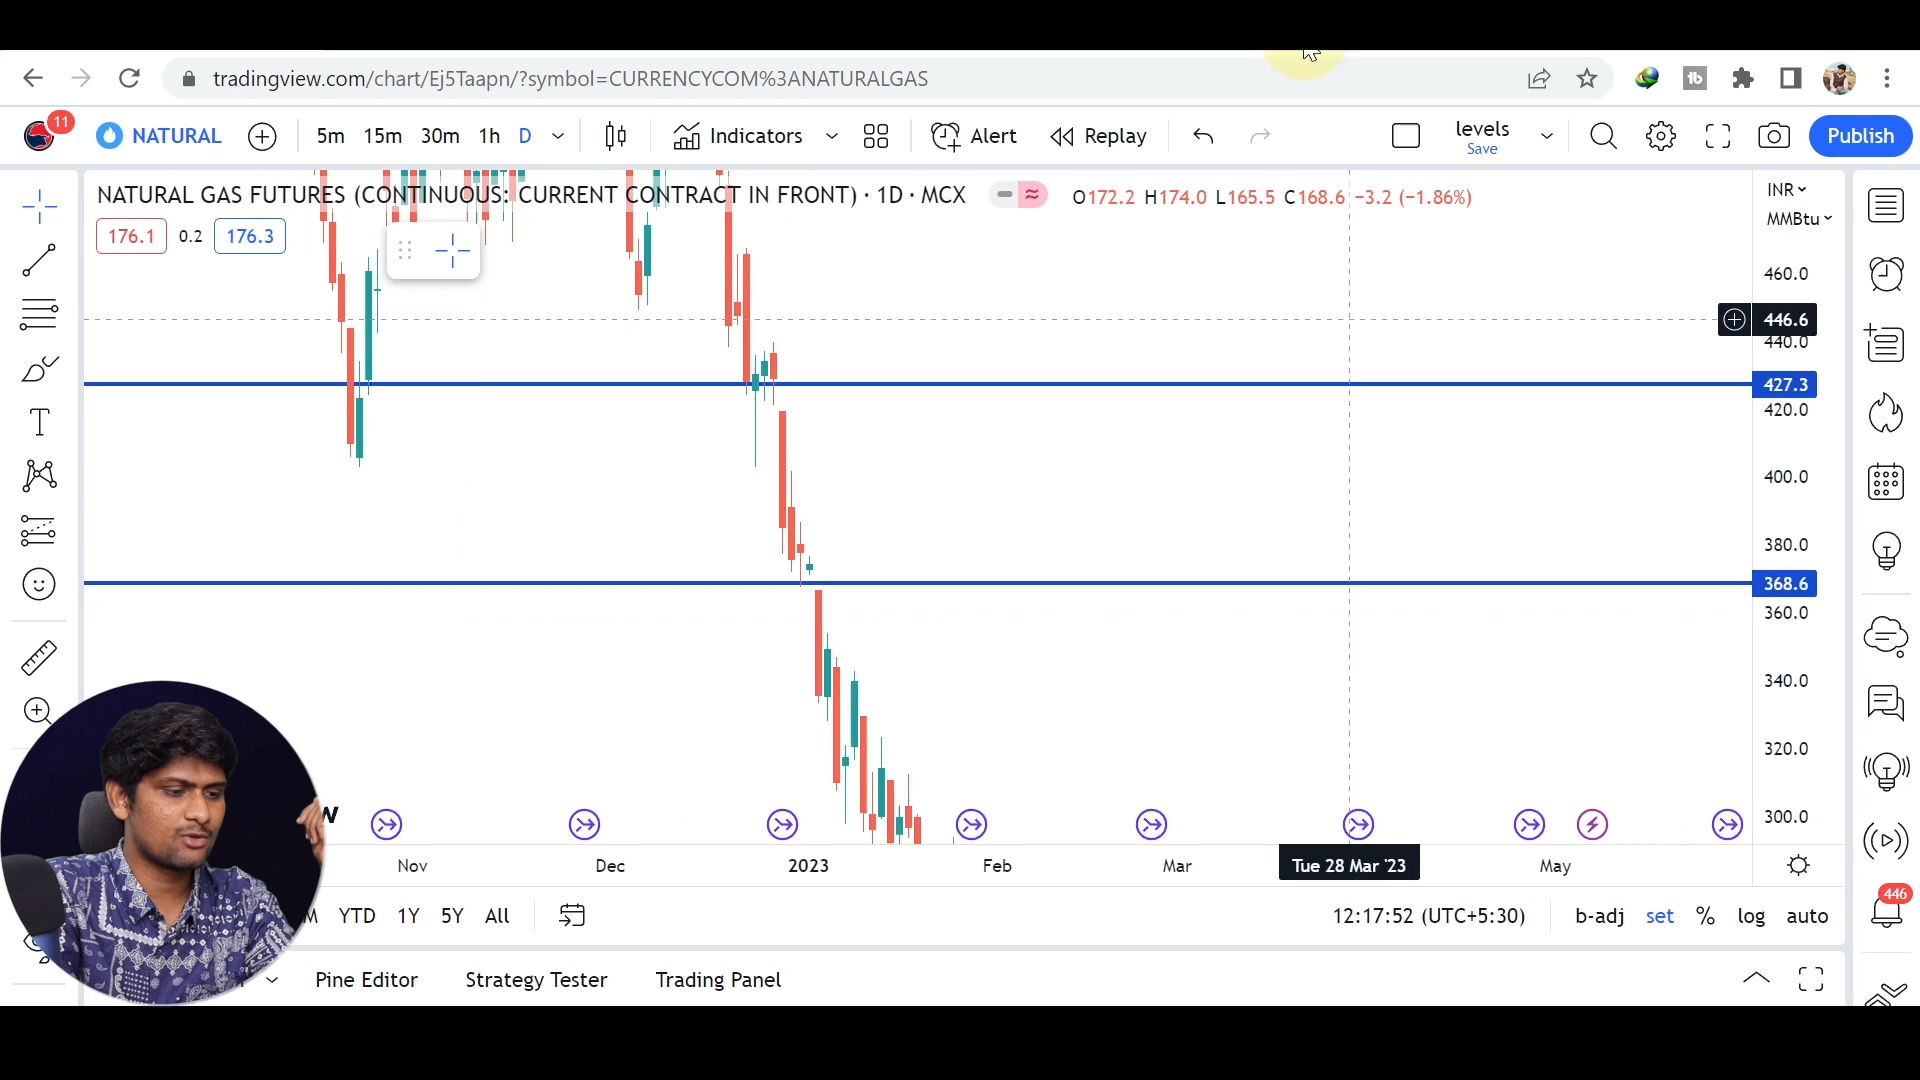 tradingview.com/chart/Ej5Taapn/?symbol=CURRENCYCOM%3ANATURALGAS
11
NATURAL
5m 15m 30m 1h D
Indicators
Alert
Replay
levels
Save
Publish
NATURAL GAS FUTURES (CONTINUOUS: CURRENT CONTRACT IN FRONT) · 1D · MCX
O172.2 H174.0 L165.5 C168.6 −3.2 (−1.86%)
INR
MMBtu
176.1 0.2 176.3
460.0
446.6
440.0
427.3
420.0
400.0
380.0
368.6
360.0
340.0
320.0
300.0
Nov Dec 2023 Feb Mar Tue 28 Mar '23 May
446
YTD 1Y 5Y All
12:17:52 (UTC+5:30)
b-adj set % log auto
Pine Editor Strategy Tester Trading Panel